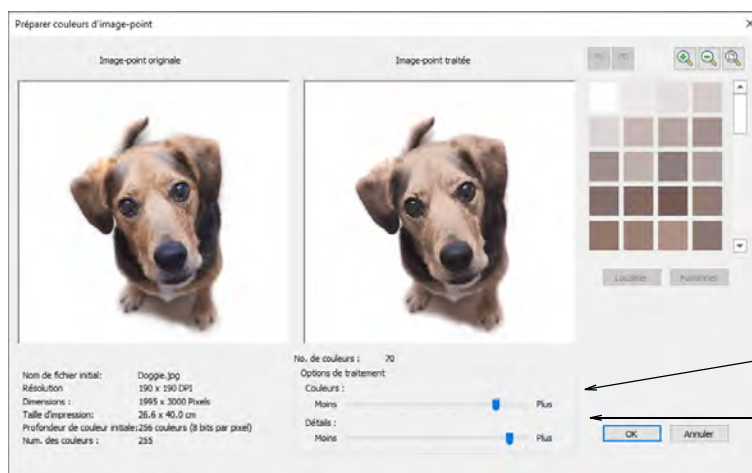 Préparer couleurs d'image-point
Image-point originale
Image-point traitée
Localiser
Fusionner
Nom de fichier initial: Doggie.jpg
Résolution 190 x 190 DPI
Dimensions : 1995 x 3000 Pixels
Taille d'impression: 26.6 x 40.0 cm
Profondeur de couleur initiale: 256 couleurs (8 bits par pixel)
Num. des couleurs : 255
No. de couleurs : 70
Options de traitement
Couleurs :
Moins Plus
Détails :
Moins Plus
OK Annuler